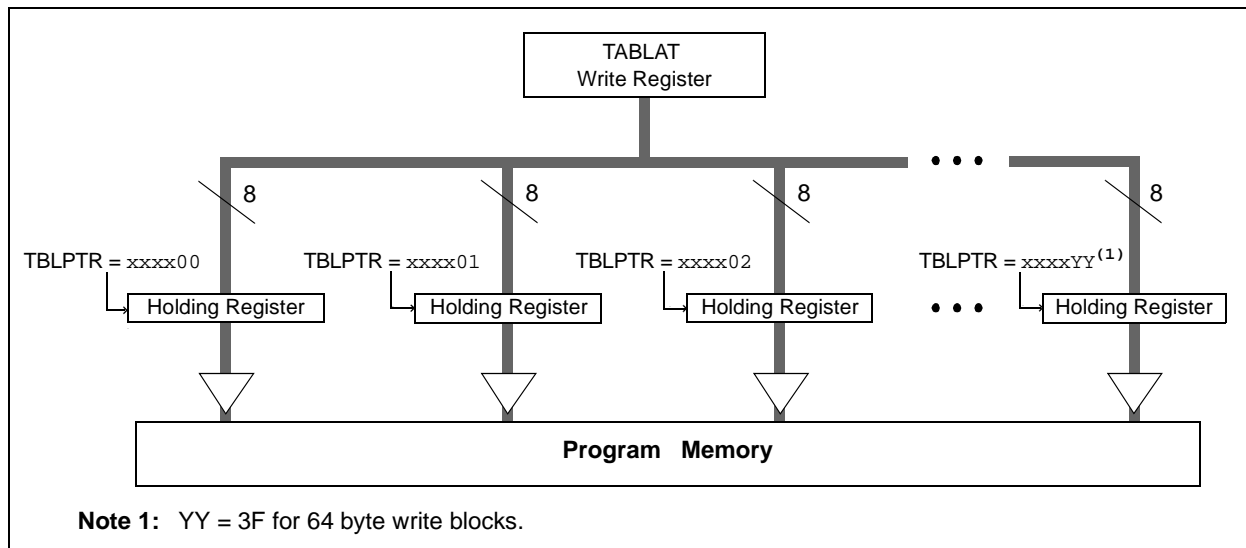 TABLAT
Write Register
8 8 8 8
TBLPTR = xxxx00 TBLPTR = xxxx01 TBLPTR = xxxx02 TBLPTR = xxxxYY(1)
Holding Register Holding Register Holding Register Holding Register
Program Memory
Note 1: YY = 3F for 64 byte write blocks.